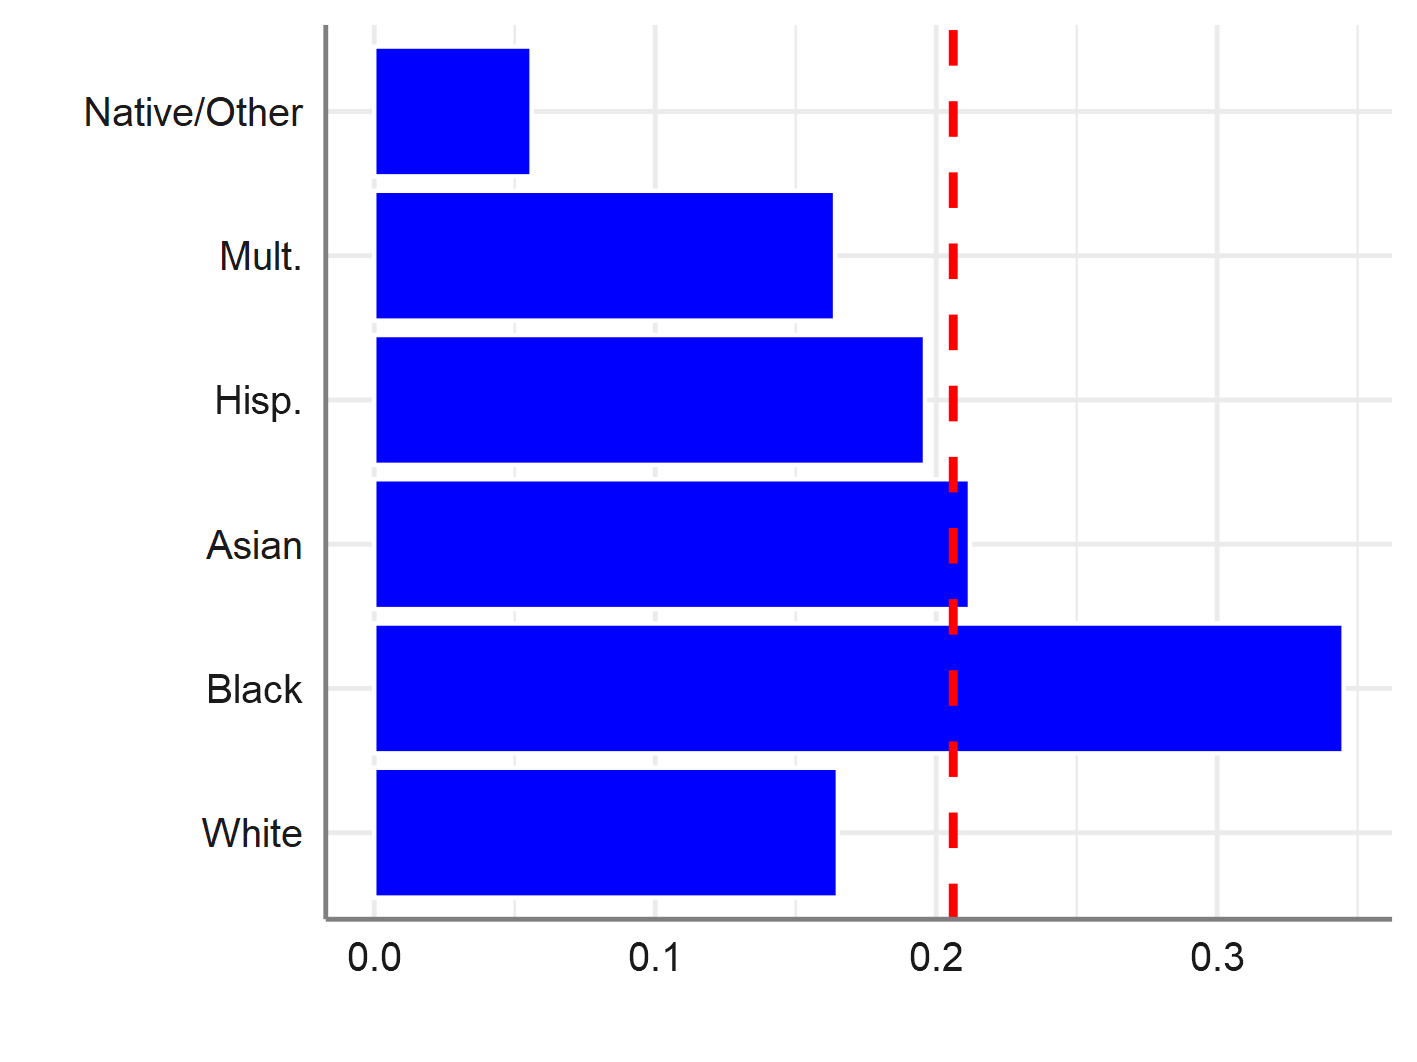 Native/Other
Mult.
Hisp.
Asian
Black
White
0.0 0.1 0.2 0.3